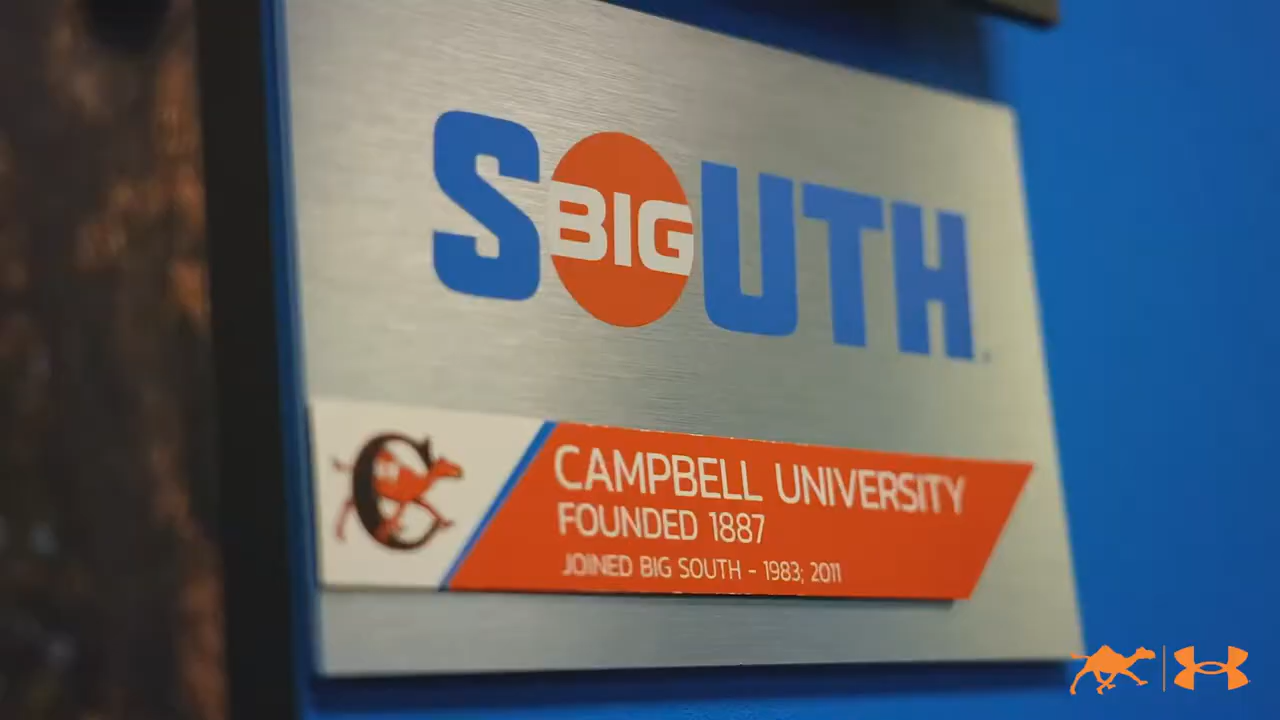 SOUTH
BIG
CAMPBELL UNIVERSITY
FOUNDED 1887
JOINED BIG SOUTH - 1983; 2011